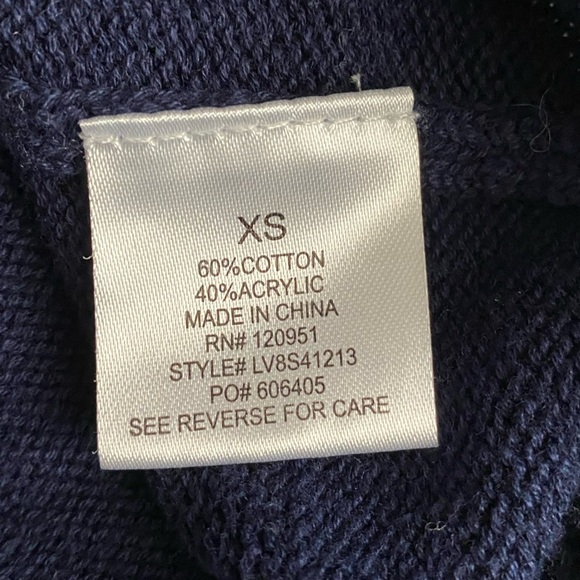 XS
60%COTTON
40%ACRYLIC
MADE IN CHINA
RN# 120951
STYLE# LV8S41213
PO# 606405
SEE REVERSE FOR CARE